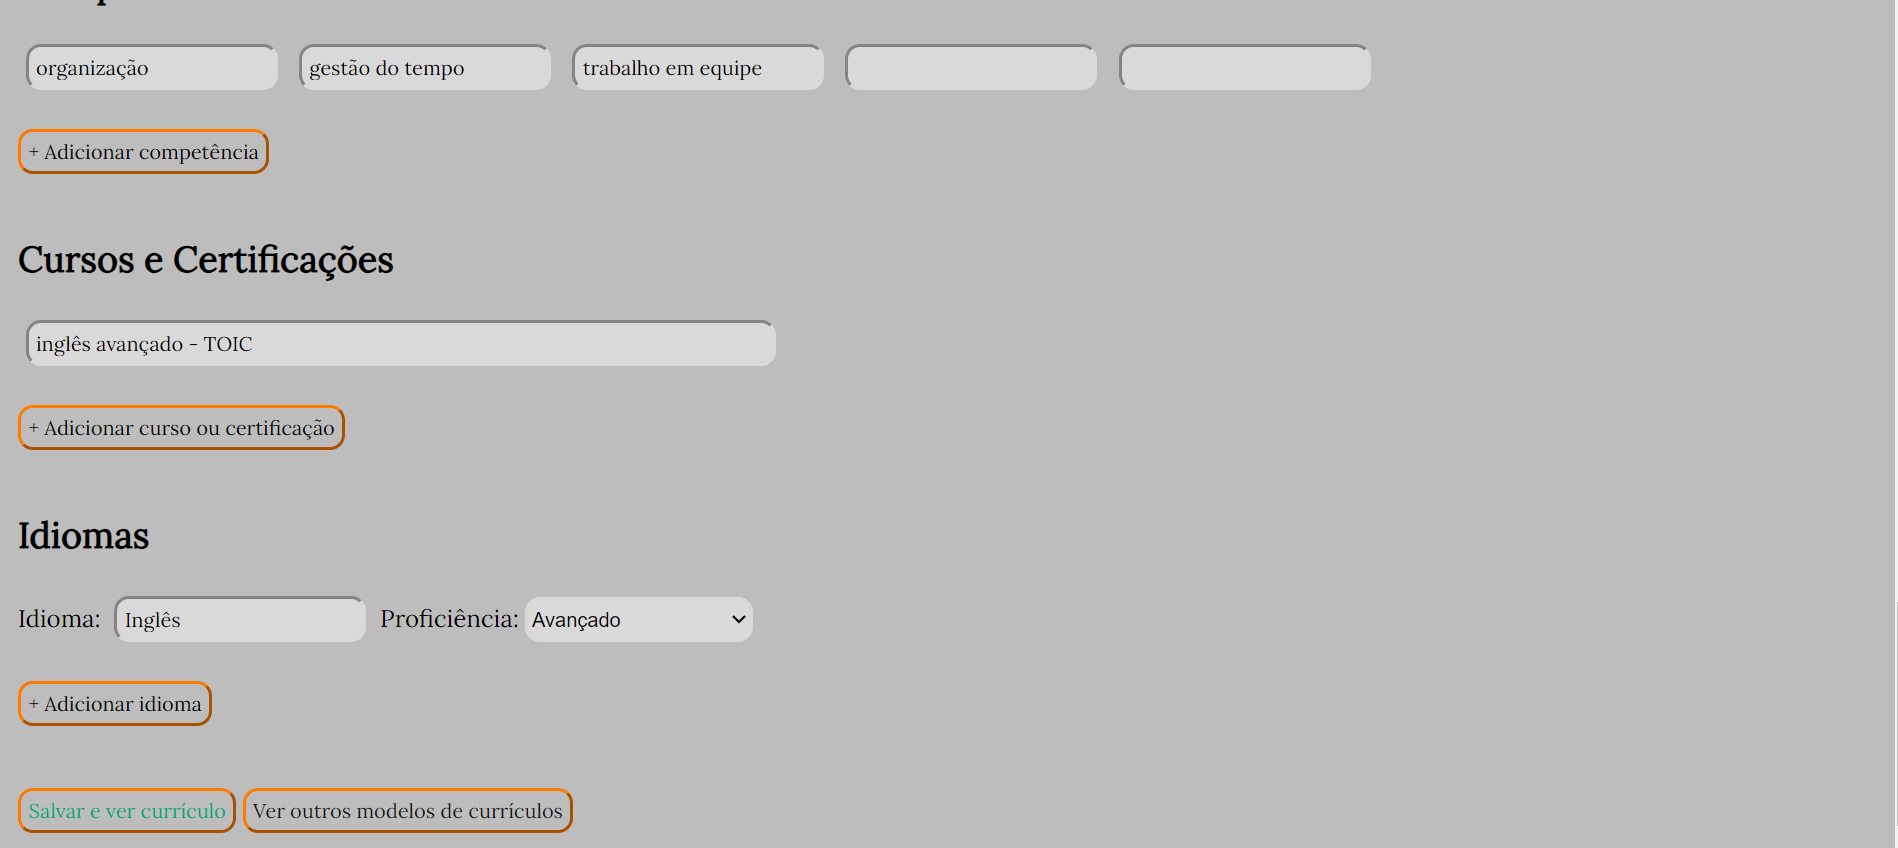 organização gestão do tempo trabalho em equipe
+ Adicionar competência
Cursos e Certificações
inglês avançado - TOIC
+ Adicionar curso ou certificação
Idiomas
Idioma: Inglês Proficiência: Avançado
+ Adicionar idioma
Salvar e ver currículo Ver outros modelos de currículos